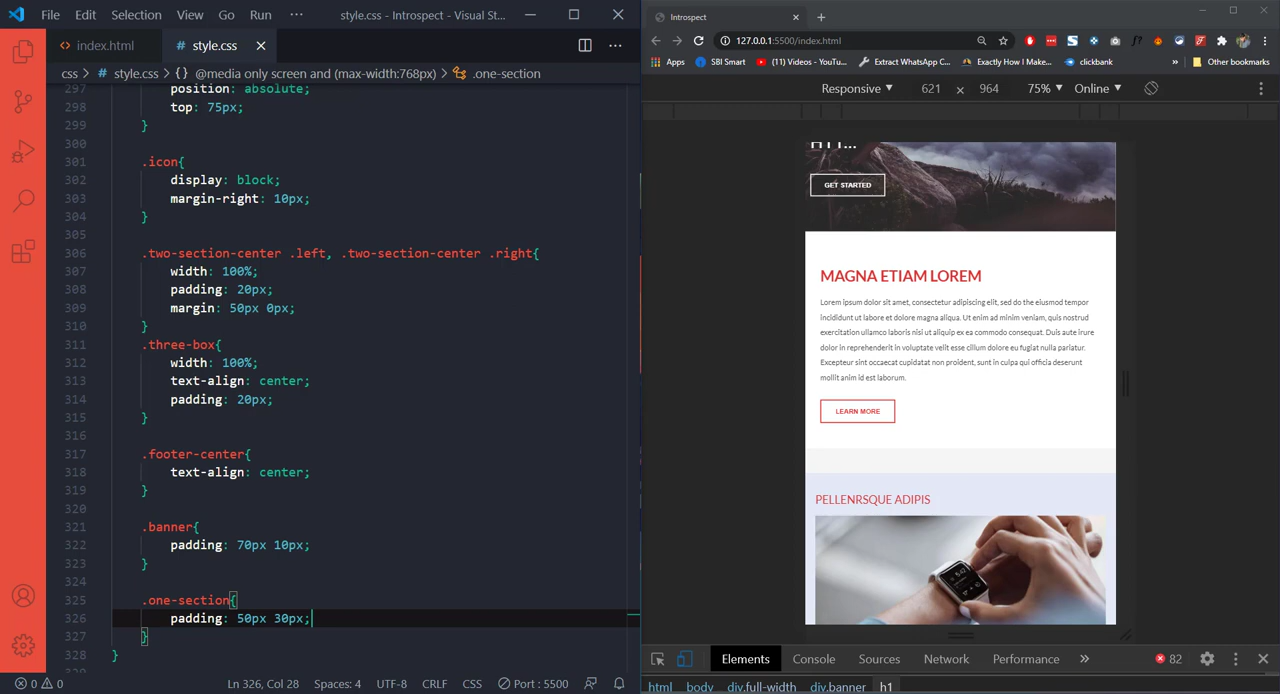 File Edit Selection View Go Run ··· style.css - Introspect - Visual St...
index.html style.css
css > style.css > {} @media only screen and (max-width:768px) > .one-section
297 position: absolute;
298 top: 75px;
299 }
300
301 .icon{
302 display: block;
303 margin-right: 10px;
304 }
305
306 .two-section-center .left, .two-section-center .right{
307 width: 100%;
308 padding: 20px;
309 margin: 50px 0px;
310 }
311 .three-box{
312 width: 100%;
313 text-align: center;
314 padding: 20px;
315 }
316
317 .footer-center{
318 text-align: center;
319 }
320
321 .banner{
322 padding: 70px 10px;
323 }
324
325 .one-section{
326 padding: 50px 30px;
327 }
328 }
0 0 Ln 326, Col 28 Spaces: 4 UTF-8 CRLF CSS Port : 5500
Introspect
127.0.0.1:5500/index.html
Apps SBI Smart (11) Videos - YouTu... Extract WhatsApp C... Exactly How I Make... clickbank » Other bookmarks
Responsive 621 × 964 75% Online
GET STARTED
MAGNA ETIAM LOREM
Lorem ipsum dolor sit amet, consectetur adipiscing elit, sed do the eiusmod tempor
incididunt ut labore et dolore magna aliqua. Ut enim ad minim veniam, quis nostrud
exercitation ullamco laboris nisi ut aliquip ex ea commodo consequat. Duis aute irure
dolor in reprehenderit in voluptate velit esse cillum dolore eu fugiat nulla pariatur.
Excepteur sint occaecat cupidatat non proident, sunt in culpa qui officia deserunt
mollit anim id est laborum.
LEARN MORE
PELLENRSQUE ADIPIS
5:42
Elements Console Sources Network Performance » 82
html body div.full-width div.banner h1